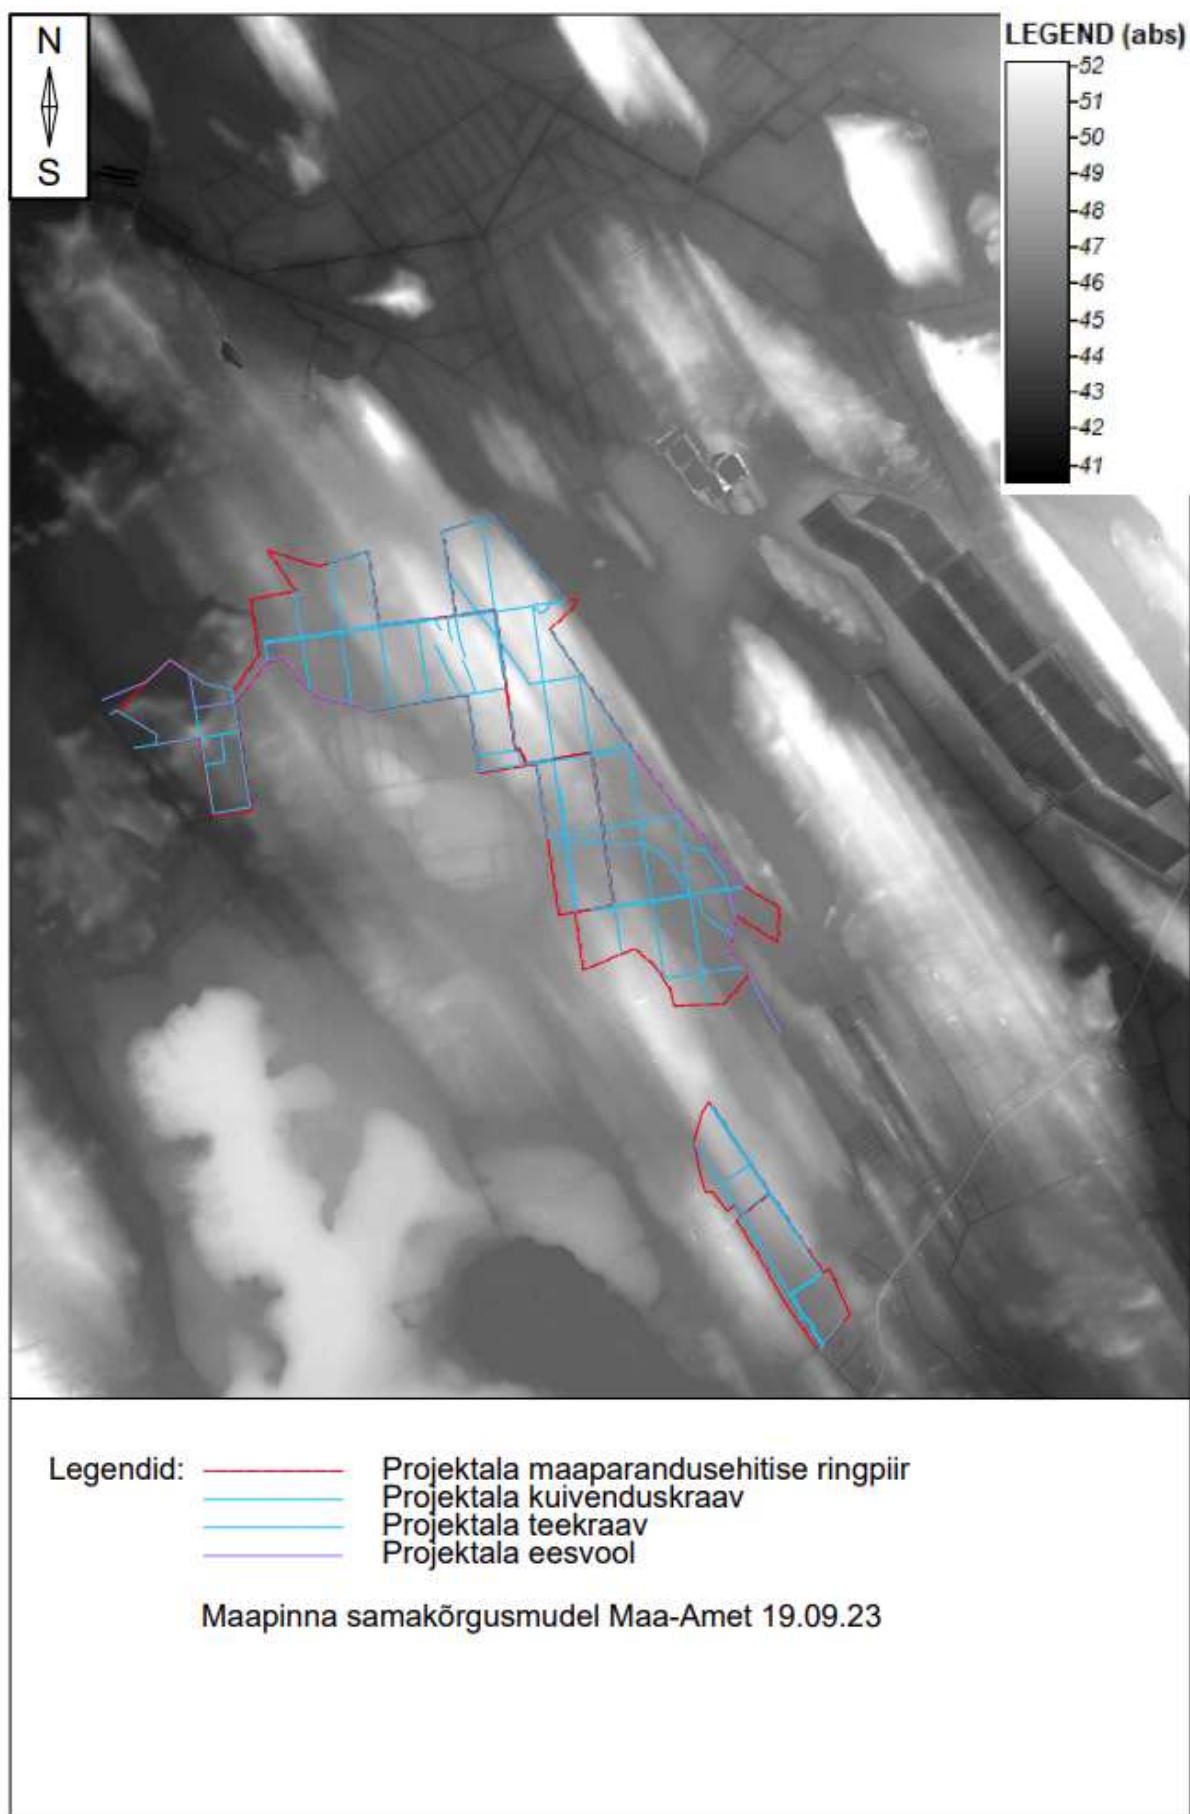 N
S
LEGEND (abs)
52
51
50
49
48
47
46
45
44
43
42
41
Legendid:
Projektala maaparandusehitise ringpiir
Projektala kuivenduskraav
Projektala teekraav
Projektala eesvool
Maapinna samakõrgusmudel Maa-Amet 19.09.23